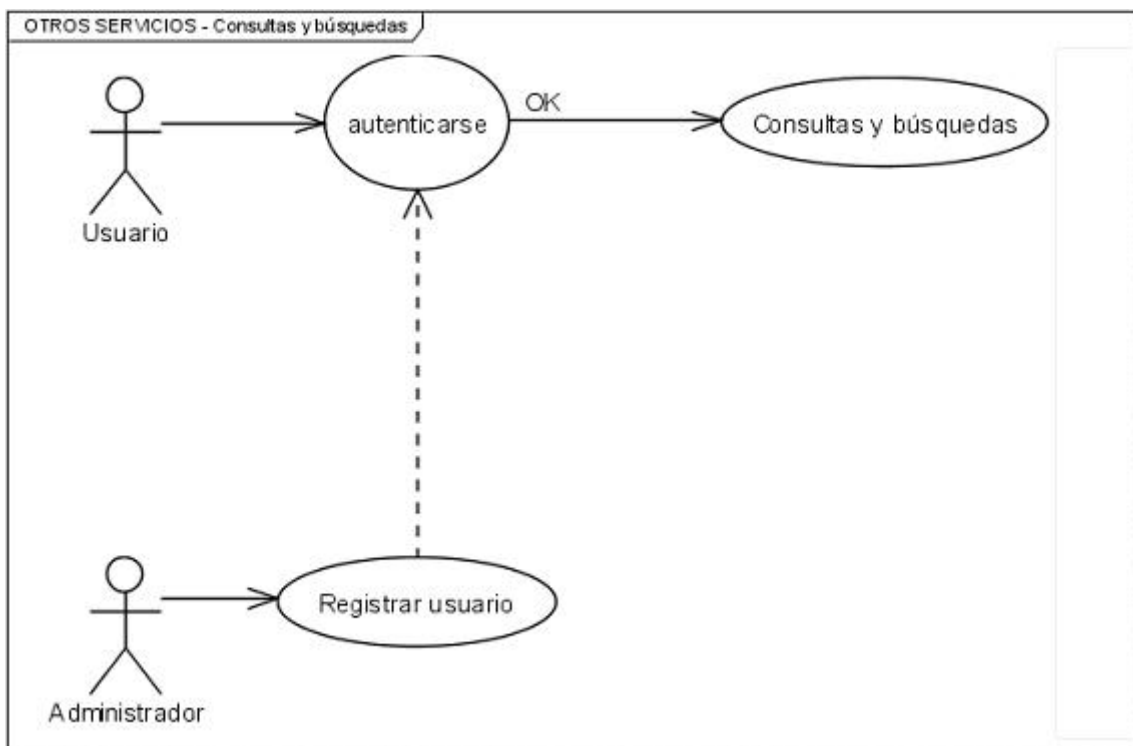 OTROS SERVICIOS - Consultas y búsquedas
autenticarse
OK
Consultas y búsquedas
Usuario
Registrar usuario
Administrador